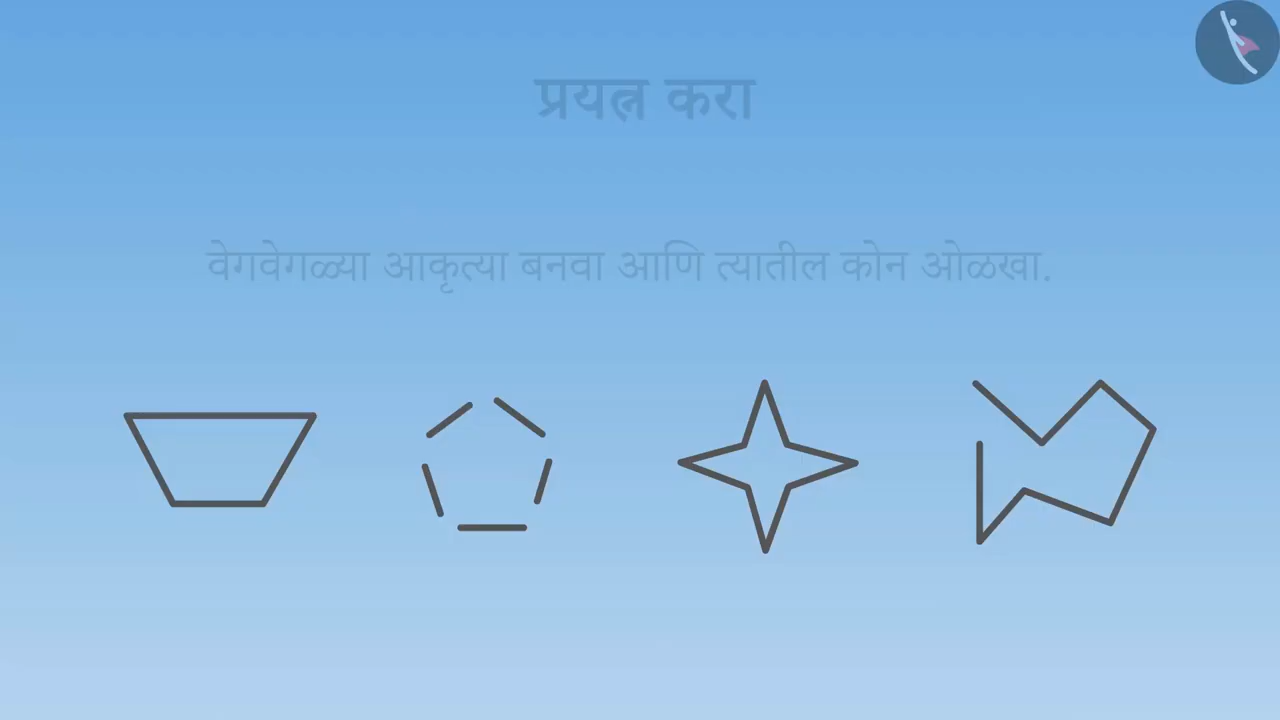 प्रयत्न करा
वेगवेगळ्या आकृत्या बनवा आणि त्यातील कोन ओळखा.